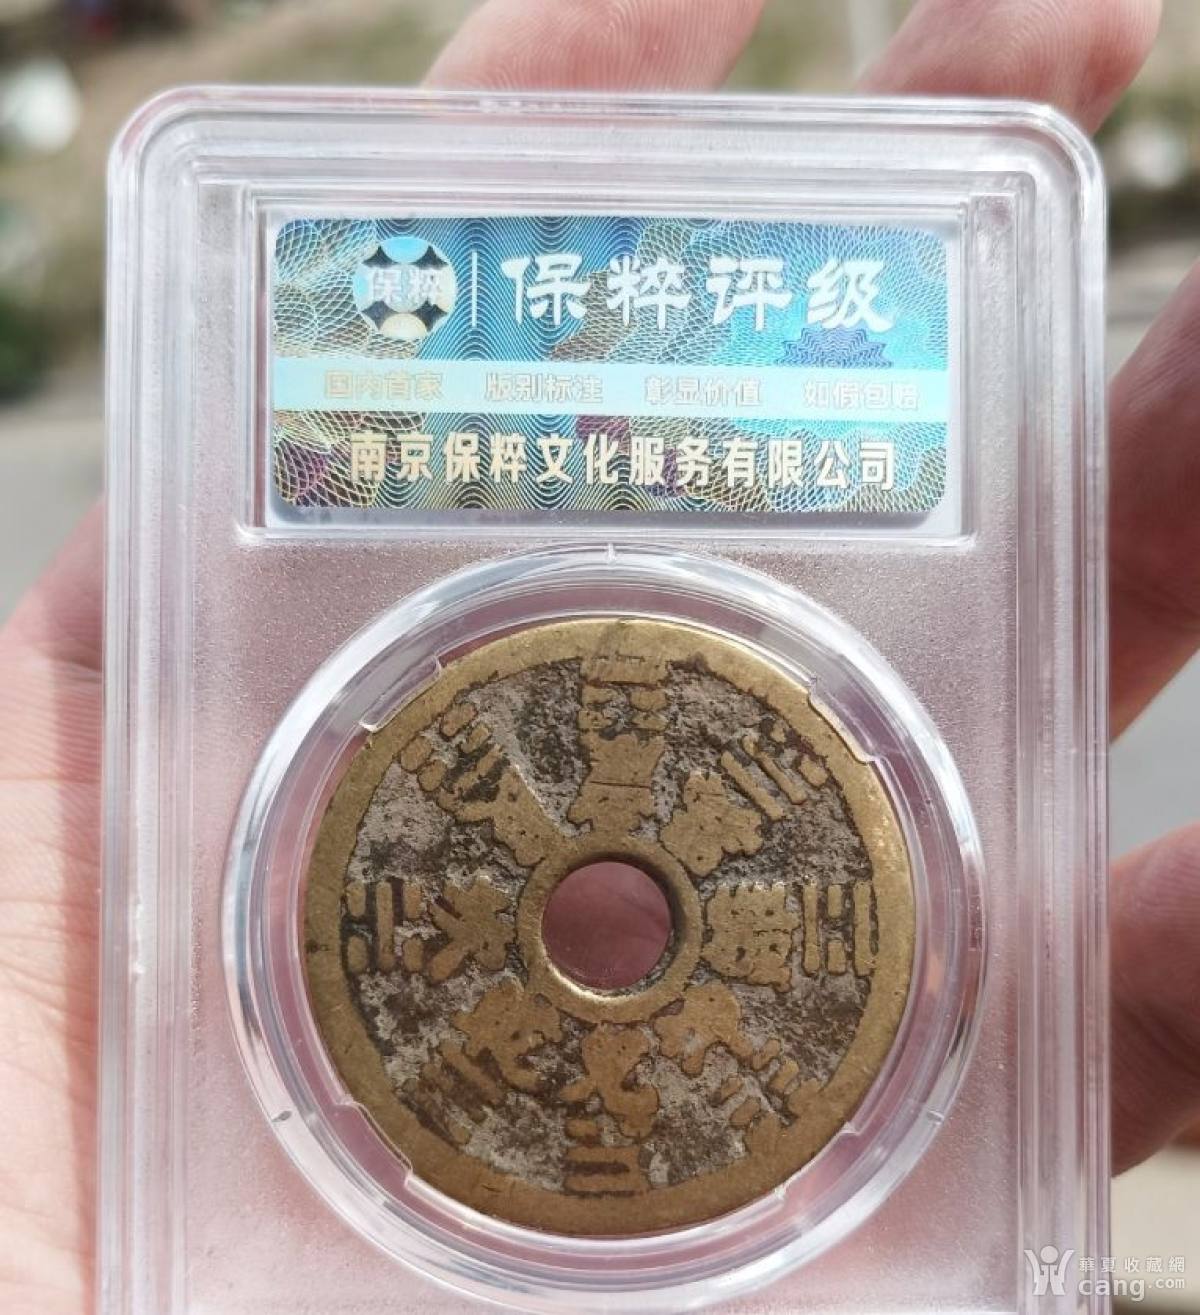 保粹 保粹评级
国内首家 版别标注 彰显价值 如假包赔
南京保粹文化服务有限公司
華夏收藏網
cang.com